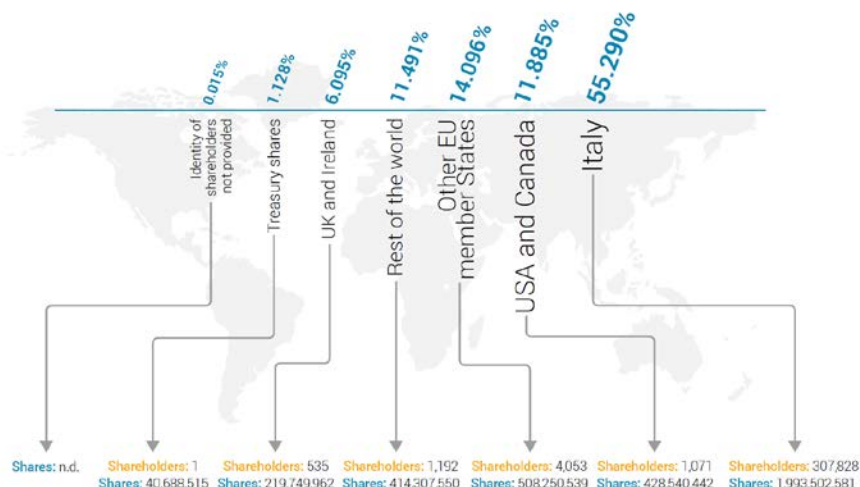 0.015%
1.128%
6.095%
11.491%
14.096%
11.885%
55.290%
Identity of
shareholders
not provided
Treasury shares
UK and Ireland
Rest of the world
Other EU
member States
USA and Canada
Italy
Shares: n.d.
Shareholders: 1
Shares: 40,688,515
Shareholders: 535
Shares: 219,749,962
Shareholders: 1,192
Shares: 414,307,550
Shareholders: 4,053
Shares: 508,250,539
Shareholders: 1,071
Shares: 428,540,442
Shareholders: 307,828
Shares: 1,993,502,581